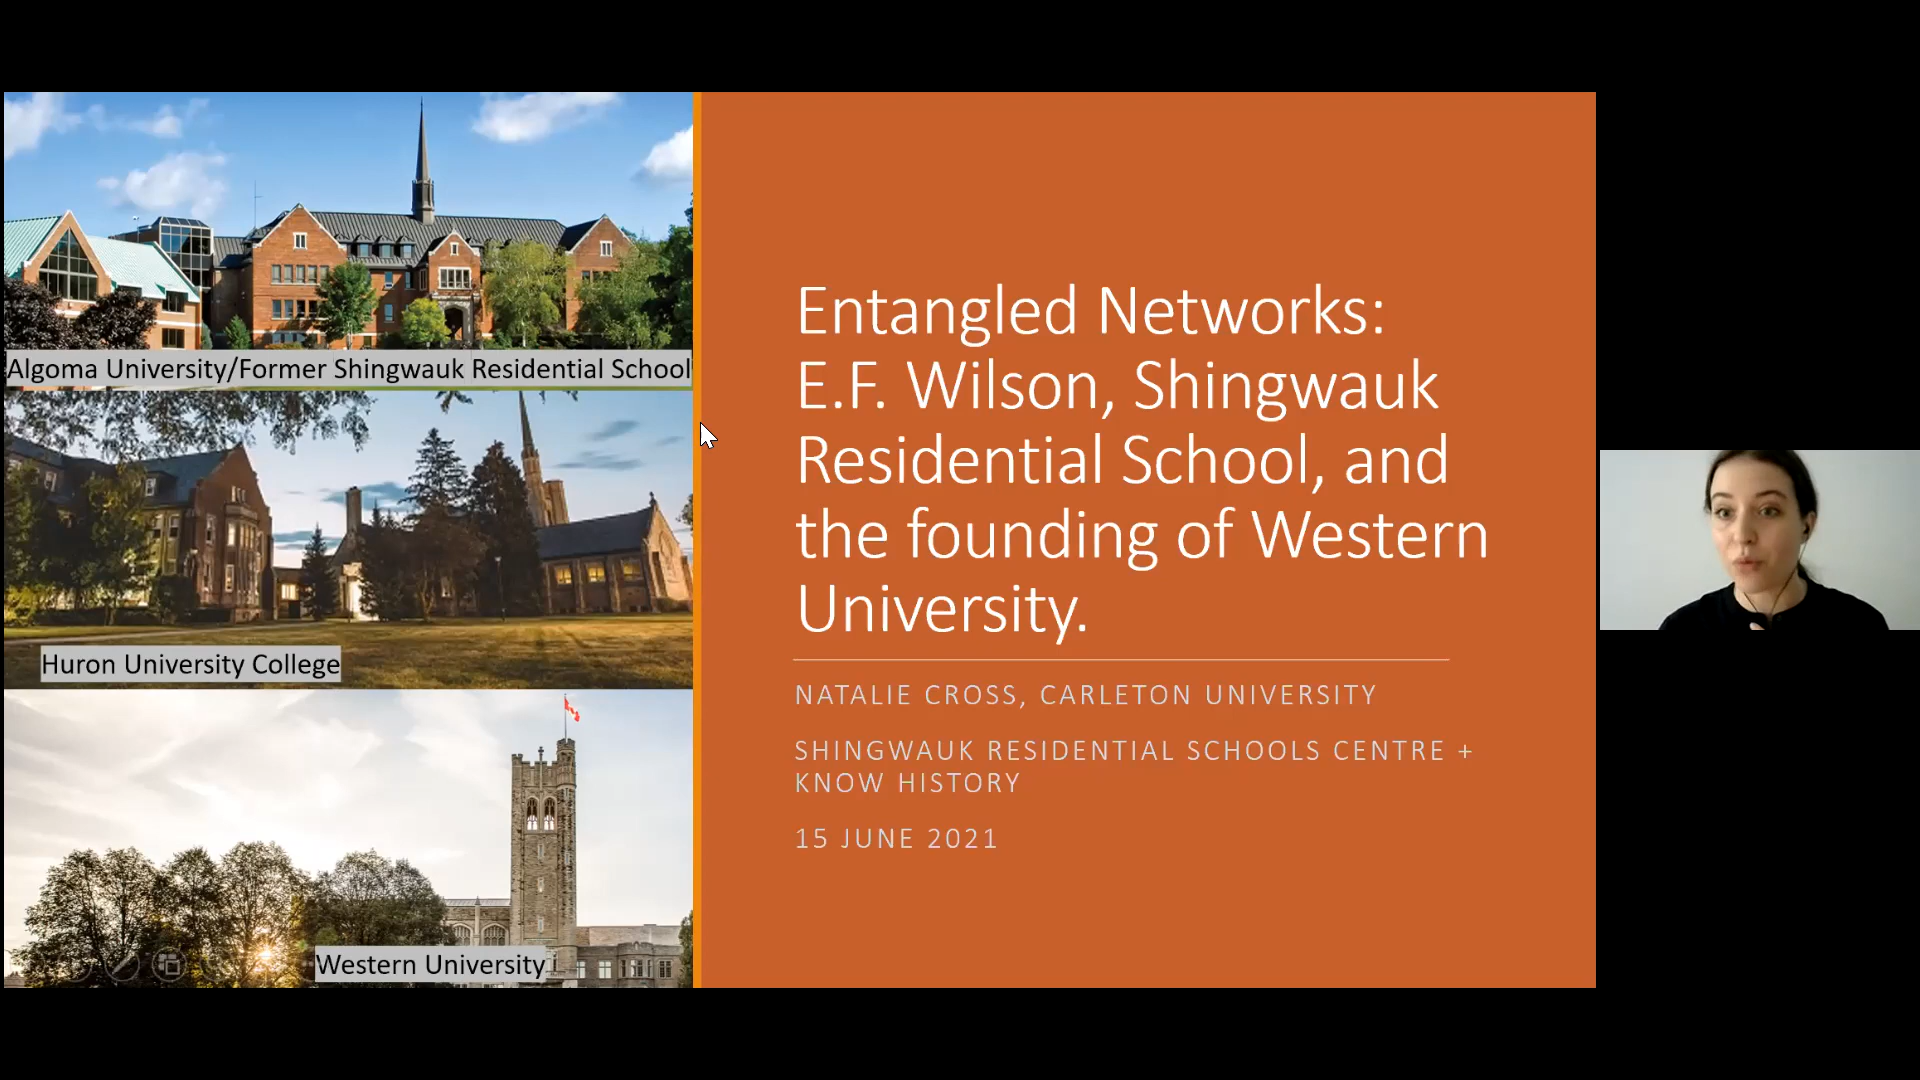 Algoma University/Former Shingwauk Residential School
Huron University College
Western University
Entangled Networks:
E.F. Wilson, Shingwauk
Residential School, and
the founding of Western
University.
NATALIE CROSS, CARLETON UNIVERSITY
SHINGWAUK RESIDENTIAL SCHOOLS CENTRE +
KNOW HISTORY
15 JUNE 2021